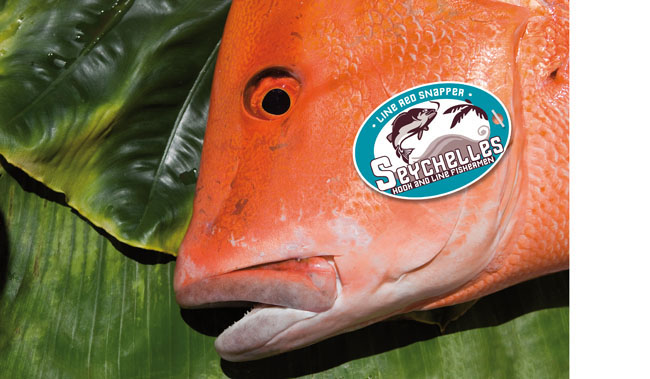 • LINE RED SNAPPER •
SEYCHELLES
HOOK AND LINE FISHERMEN